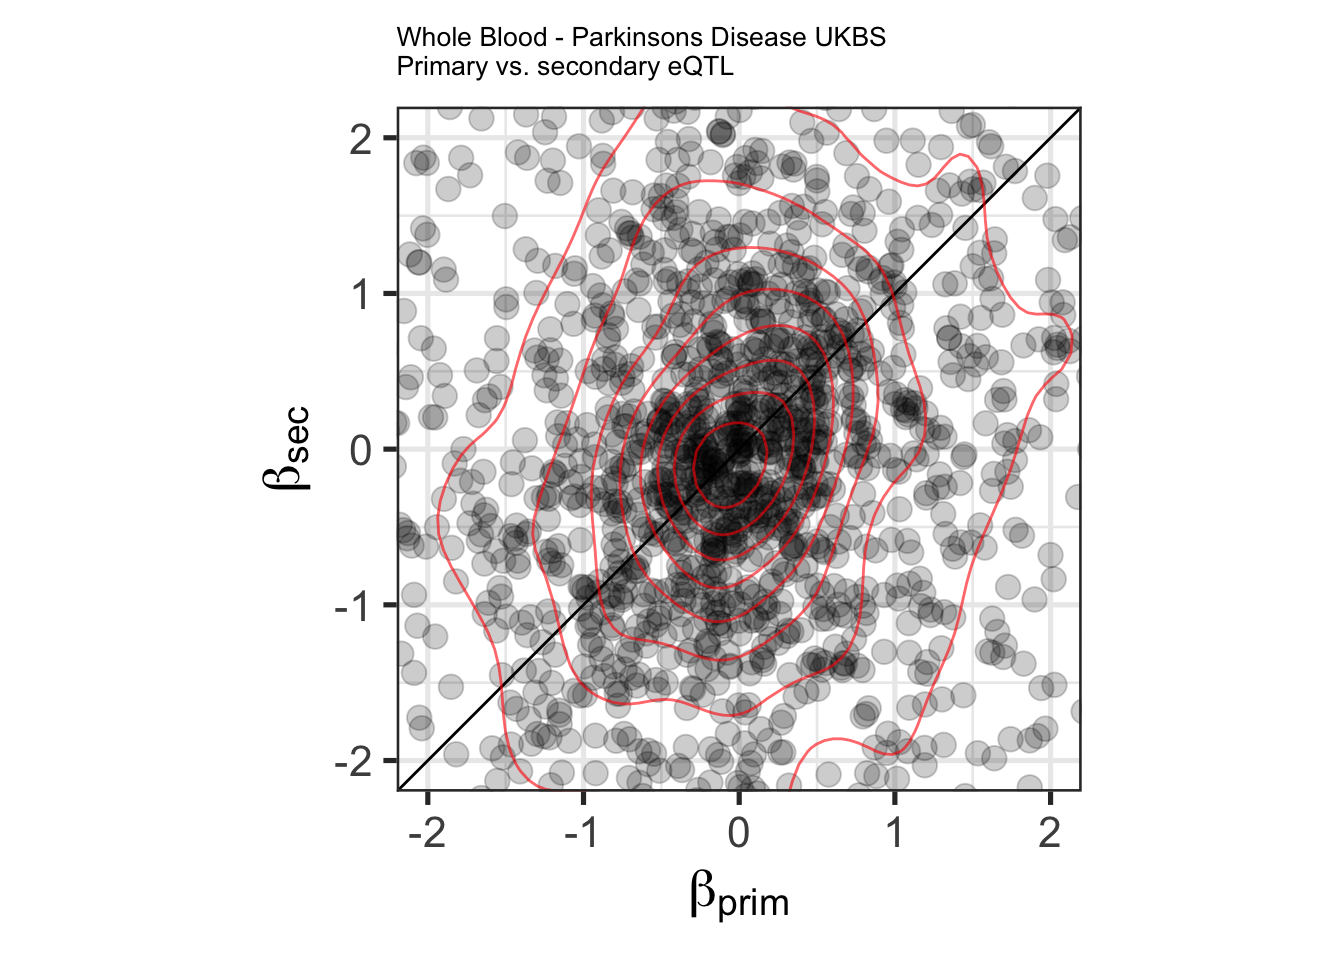 Whole Blood - Parkinsons Disease UKBS
Primary vs. secondary eQTL
2
1
0
-1
-2
βsec
-2 -1 0 1 2
βprim